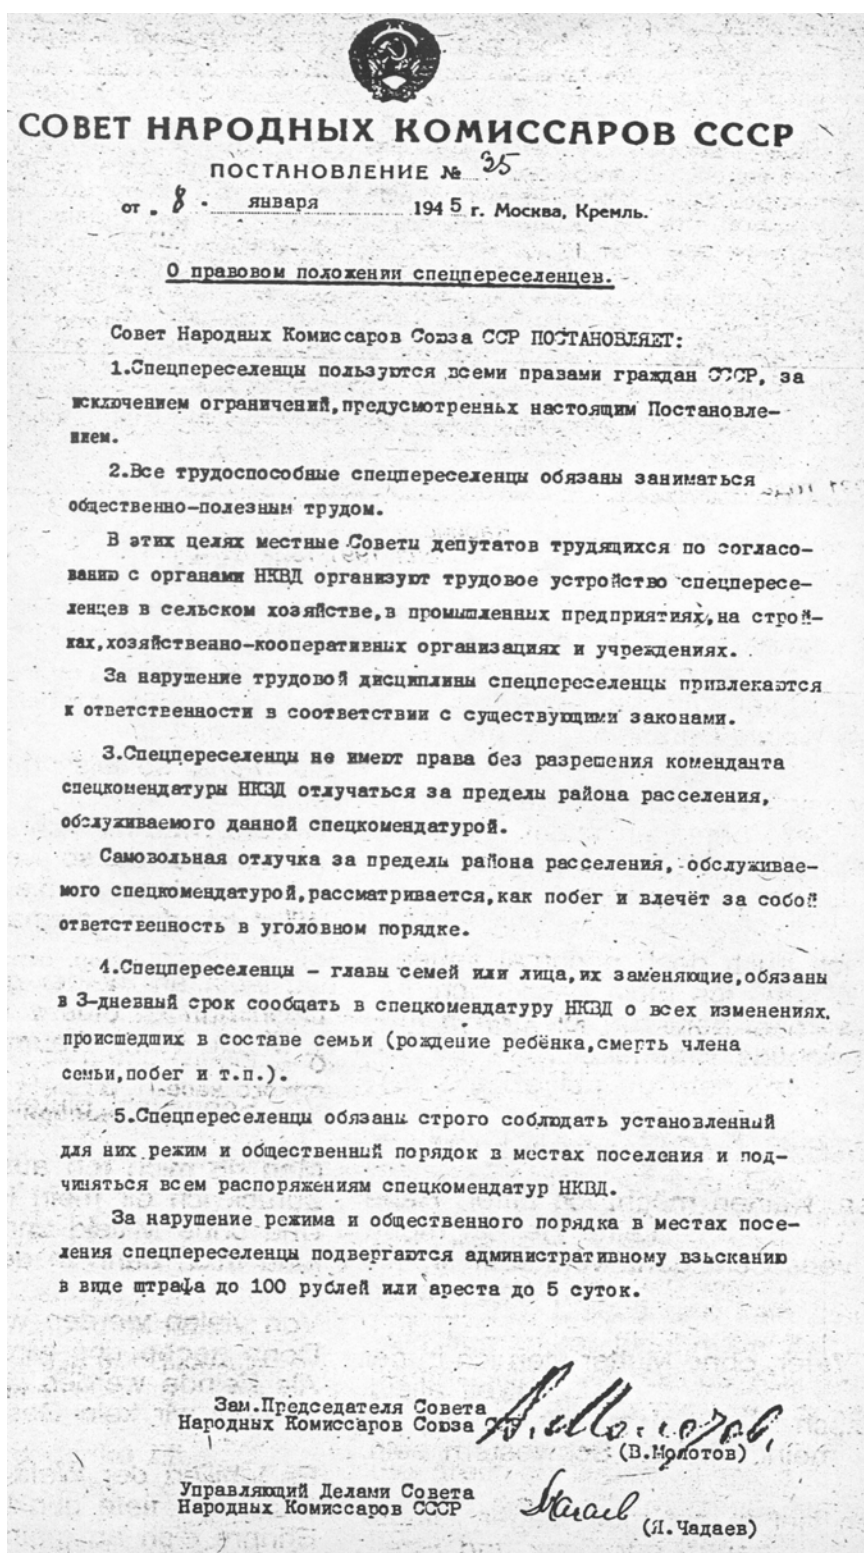 СОВЕТ НАРОДНЫХ КОМИССАРОВ СССР
ПОСТАНОВЛЕНИЕ № 35
от „ 8 " января 1945 г. Москва, Кремль.
О правовом положении спецпереселенцев.
Совет Народных Комиссаров Союза ССР ПОСТАНОВЛЯЕТ:
1.Спецпереселенцы пользуются всеми правами граждан СССР, за
исключением ограничений,предусмотренных настоящим Постановле-
нием.
2.Все трудоспособные спецпереселенцы обязаны заниматься
общественно-полезным трудом.
В этих целях местные Советы депутатов трудящихся по согласо-
ванию с органами НКВД организуют трудовое устройство спецпересе-
ленцев в сельском хозяйстве,в промышленных предприятиях,на строй-
ках,хозяйственно-кооперативных организациях и учреждениях.
За нарушение трудовой дисциплины спецпереселенцы привлекаются
к ответственности в соответствии с существующими законами.
3.Спецпереселенцы не имеют права без разрешения коменданта
спецкомендатуры НКВД отлучаться за пределы района расселения,
обслуживаемого данной спецкомендатурой.
Самовольная отлучка за пределы района расселения, обслуживае-
мого спецкомендатурой,рассматривается,как побег и влечёт за собой
ответственность в уголовном порядке.
4.Спецпереселенцы - главы семей или лица,их заменяющие,обязаны
в 3-дневный срок сообщать в спецкомендатуру НКВД о всех изменениях,
происшедших в составе семьи (рождение ребёнка,смерть члена
семьи,побег и т.п.).
5.Спецпереселенцы обязаны строго соблюдать установленный
для них режим и общественный порядок в местах поселения и под-
чиняться всем распоряжениям спецкомендатур НКВД.
За нарушение режима и общественного порядка в местах посе-
ления спецпереселенцы подвергаются административному взысканию
в виде штрафа до 100 рублей или ареста до 5 суток.
Зам.Председателя Совета
Народных Комиссаров Союза ССР В. Молотов
(В.Молотов)
Управляющий Делами Совета
Народных Комиссаров СССР Чадаев
(Я.Чадаев)